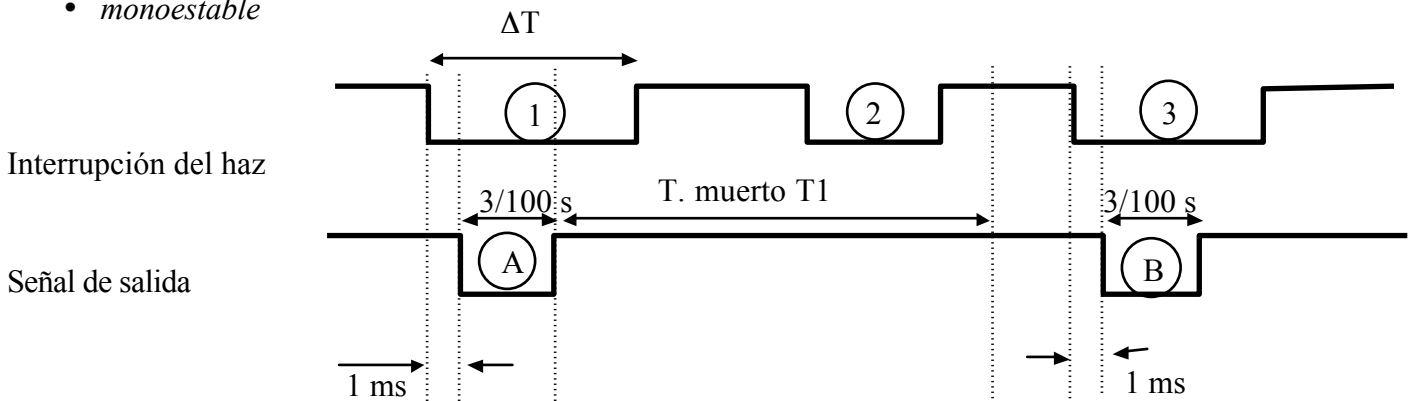 • monoestable
ΔT
1
2
3
Interrupción del haz
3/100 s
T. muerto T1
3/100 s
A
B
Señal de salida
1 ms
1 ms